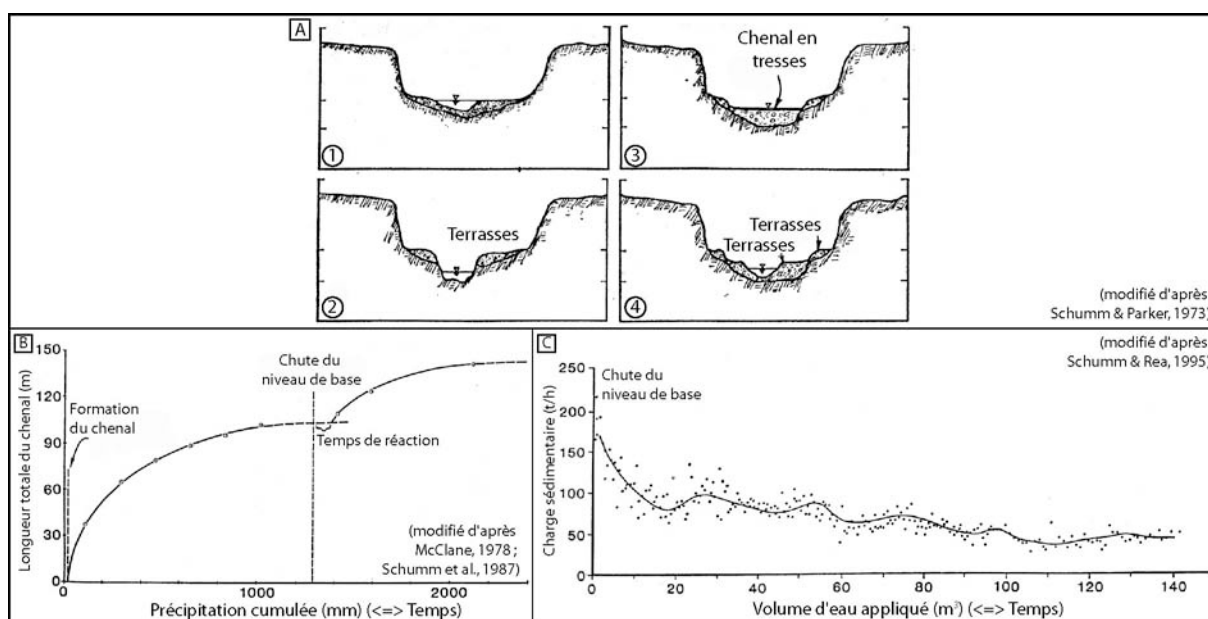 A
1
Chenal en
tresses
3
Terrasses
2
Terrasses
Terrasses
4
(modifié d'après
Schumm & Parker, 1973)
B
Longueur totale du chenal (m)
150
120
90
60
30
0
Formation
du chenal
Chute du
niveau de base
Temps de réaction
(modifié d'après
McClane, 1978 ;
Schumm et al., 1987)
0
1000
2000
Précipitation cumulée (mm) (<=> Temps)
C
(modifié d'après
Schumm & Rea, 1995)
Charge sédimentaire (t/h)
250
200
150
100
50
0
Chute du
niveau de base
0
20
40
60
80
100
120
140
Volume d'eau appliqué (m³) (<=> Temps)